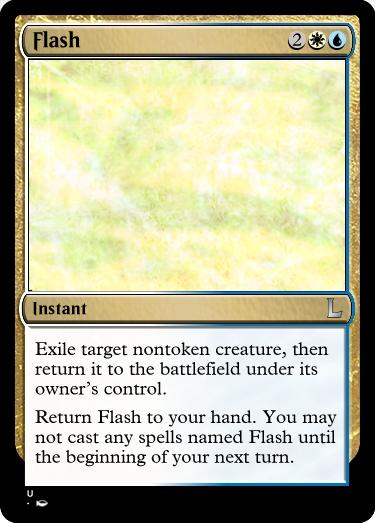 Flash 2
Instant L
Exile target nontoken creature, then
return it to the battlefield under its
owner's control.
Return Flash to your hand. You may
not cast any spells named Flash until
the beginning of your next turn.
U